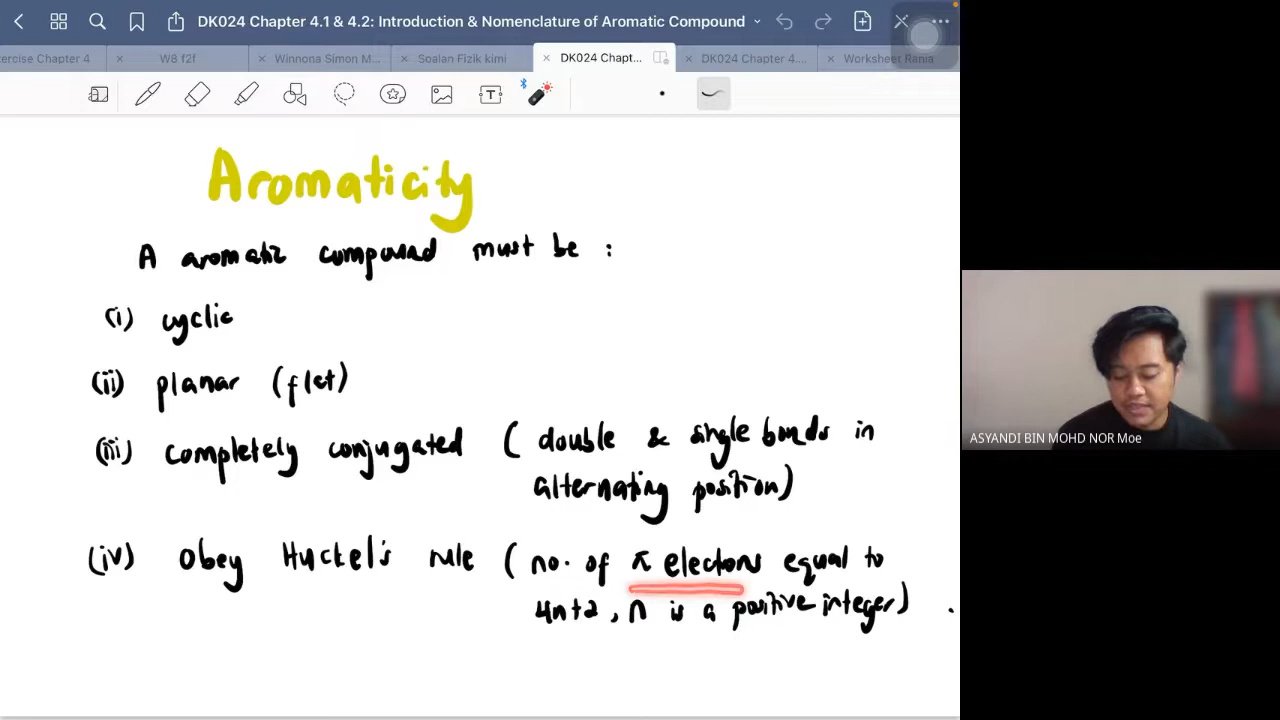 DK024 Chapter 4.1 & 4.2: Introduction & Nomenclature of Aromatic Compound
ercise Chapter 4
W8 f2f
Winnona Simon M...
Soalan Fizik kimi
DK024 Chapt...
DK024 Chapter 4....
Worksheet Rania
Aromaticity
A aromatic compound must be :
(i) cyclic
(ii) planar (flat)
(iii) completely conjugated ( double & single bonds in
alternating position)
(iv) Obey Huckel's rule ( no. of π electons equal to
4n+2 , n is a positive integer) .
ASYANDI BIN MOHD NOR Moe